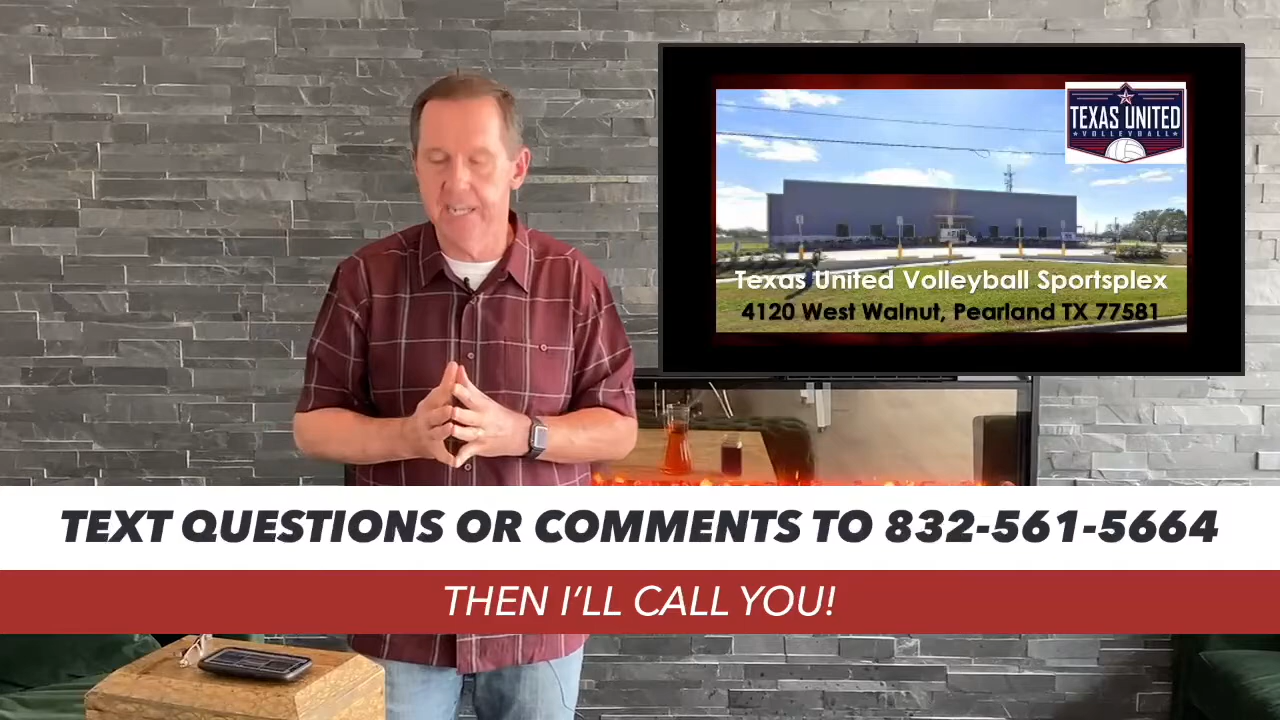 TEXAS UNITED
VOLLEYBALL
Texas United Volleyball Sportsplex
4120 West Walnut, Pearland TX 77581
TEXT QUESTIONS OR COMMENTS TO 832-561-5664
THEN I'LL CALL YOU!